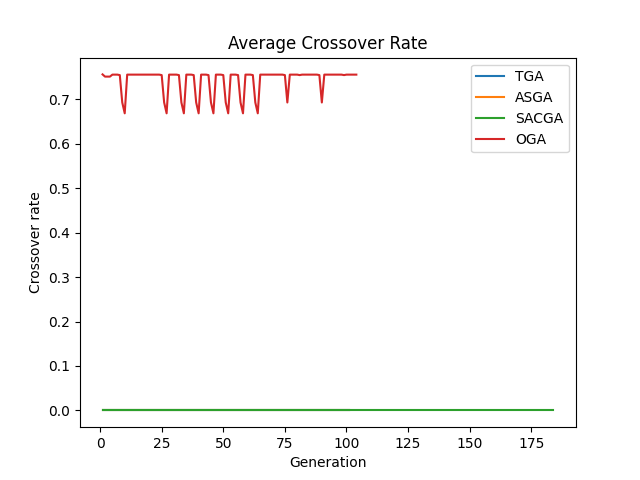 Average Crossover Rate
TGA
ASGA
SACGA
OGA
Crossover rate
0.7
0.6
0.5
0.4
0.3
0.2
0.1
0.0
0 25 50 75 100 125 150 175
Generation